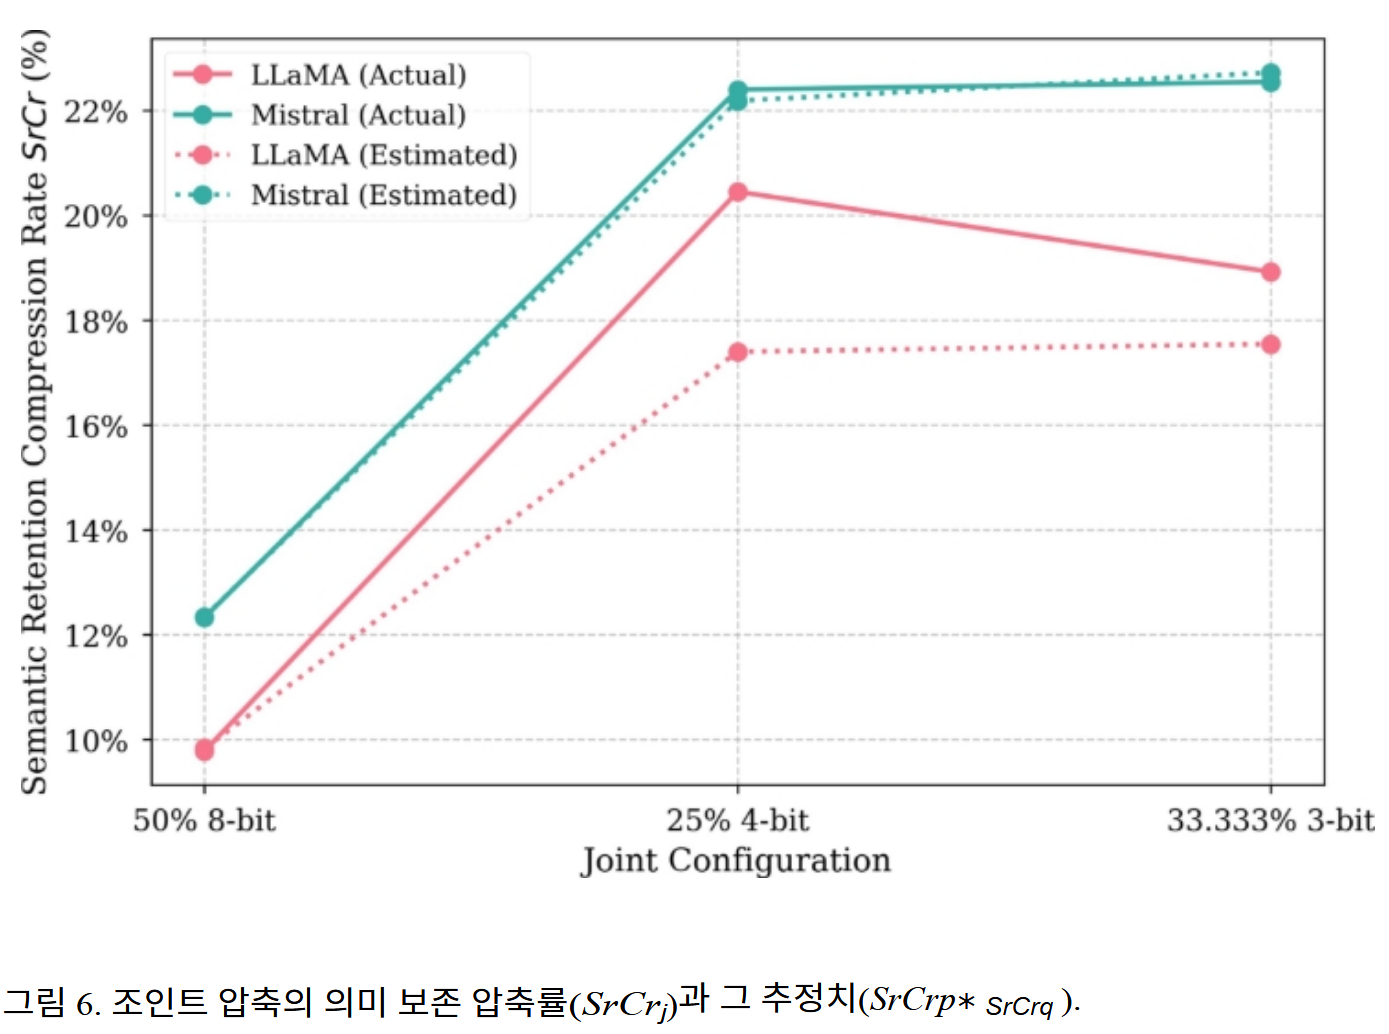 Semantic Retention Compression Rate SrCr (%)
22%
20%
18%
16%
14%
12%
10%
LLaMA (Actual)
Mistral (Actual)
LLaMA (Estimated)
Mistral (Estimated)
50% 8-bit
25% 4-bit
33.333% 3-bit
Joint Configuration
그림 6. 조인트 압축의 의미 보존 압축률(SrCrj)과 그 추정치(SrCrp* SrCrq ).